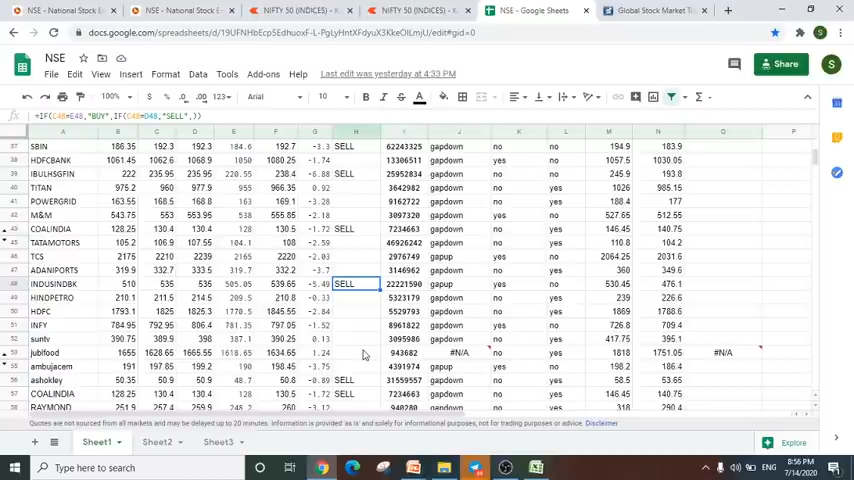 NSE - National Stock Ex
NSE - National Stock Ex
NIFTY 50 (INDICES) - K
NIFTY 50 (INDICES) - K
NSE - Google Sheets
Global Stock Market To
docs.google.com/spreadsheets/d/19UFNHbEcp5EdhuoxF-L-PgLyHtvpLfyyduX3KkeOlLmjU/edit#gid=0
NSE
Share
S
File Edit View Insert Format Data Tools Add-ons Help Last edit was yesterday at 4:33 PM
100% $ % .0 .00 123 Arial 10 B I S A
fx =IF(C48=E48,"BUY",IF(C48=D48,"SELL",))
A B C D E F G H I J K L M N O P
37 SBIN 186.35 192.3 192.3 184.6 192.7 -3.3 SELL 62243325 gapdown no no 194.9 183.9
38 HDFCBANK 1061.45 1062.6 1068.9 1050 1080.25 -1.74 13306511 gapdown yes no 1057.5 1030.05
39 IBULHSGFIN 222 235.95 235.95 220.55 238.4 -6.88 SELL 25952834 gapdown no no 245.9 193.8
40 TITAN 975.2 960 977.9 955 966.35 0.92 3642982 gapdown no yes 1026 985.15
41 POWERGRID 163.55 168.5 168.8 163 169.1 -3.28 9162722 gapdown no yes 188.4 177
42 M&M 543.75 553 553.95 538 555.85 -2.18 3097320 gapdown no yes 527.65 512.55
43 COALINDIA 128.25 130.4 130.4 128 130.5 -1.72 SELL 7234663 gapdown no yes 146.45 140.75
45 TATAMOTORS 105.2 106.9 107.55 104.1 108 -2.59 46926242 gapdown no yes 110.8 104.2
46 TCS 2175 2210 2239 2165 2220 -2.03 2976749 gapup no yes 2064.25 2031.6
47 ADANIPORTS 319.9 332.7 333.5 319.7 332.2 -3.7 3146962 gapup no yes 360 349.6
48 INDUSINDBK 510 535 535 505.05 539.65 -5.49 SELL 22221590 gapup yes no 530.45 476.1
49 HINDPETRO 210.1 211.5 214.5 209.5 210.8 -0.33 5323179 gapdown no yes 239 226.6
50 HDFC 1793.1 1825 1825.3 1770.5 1845.55 -2.84 5529793 gapdown no yes 1869 1788.6
51 INFY 784.95 792.95 806.4 781.35 797.05 -1.52 8961822 gapdown no yes 726.8 709.4
52 suntv 390.75 389.9 398 387.1 390.25 0.13 3095986 gapdown no yes 417.75 395.1
53 jublfood 1655 1628.65 1665.55 1618.65 1634.65 1.24 943682 #N/A no yes 1818 1751.05 #N/A
55 ambujacem 191 197.85 199.2 190 198.45 -3.75 4391974 gapup no yes 198.2 186.4
56 ashokley 50.35 50.9 50.9 48.7 50.8 -0.89 SELL 31559557 gapdown no yes 58.5 53.65
57 COALINDIA 128.25 130.4 130.4 128 130.5 -1.72 SELL 7234663 gapdown no yes 146.45 140.75
58 RAYMOND 251.9 257.4 259.9 248.2 260 -3.12 940280 gapdown no yes 318 290.4
Quotes are not sourced from all markets and may be delayed up to 20 minutes. Information is provided 'as is' and solely for informational purposes, not for trading purposes or advice. Disclaimer
Sheet1 Sheet2 Sheet3 Explore
Type here to search
ENG
8:56 PM
7/14/2020